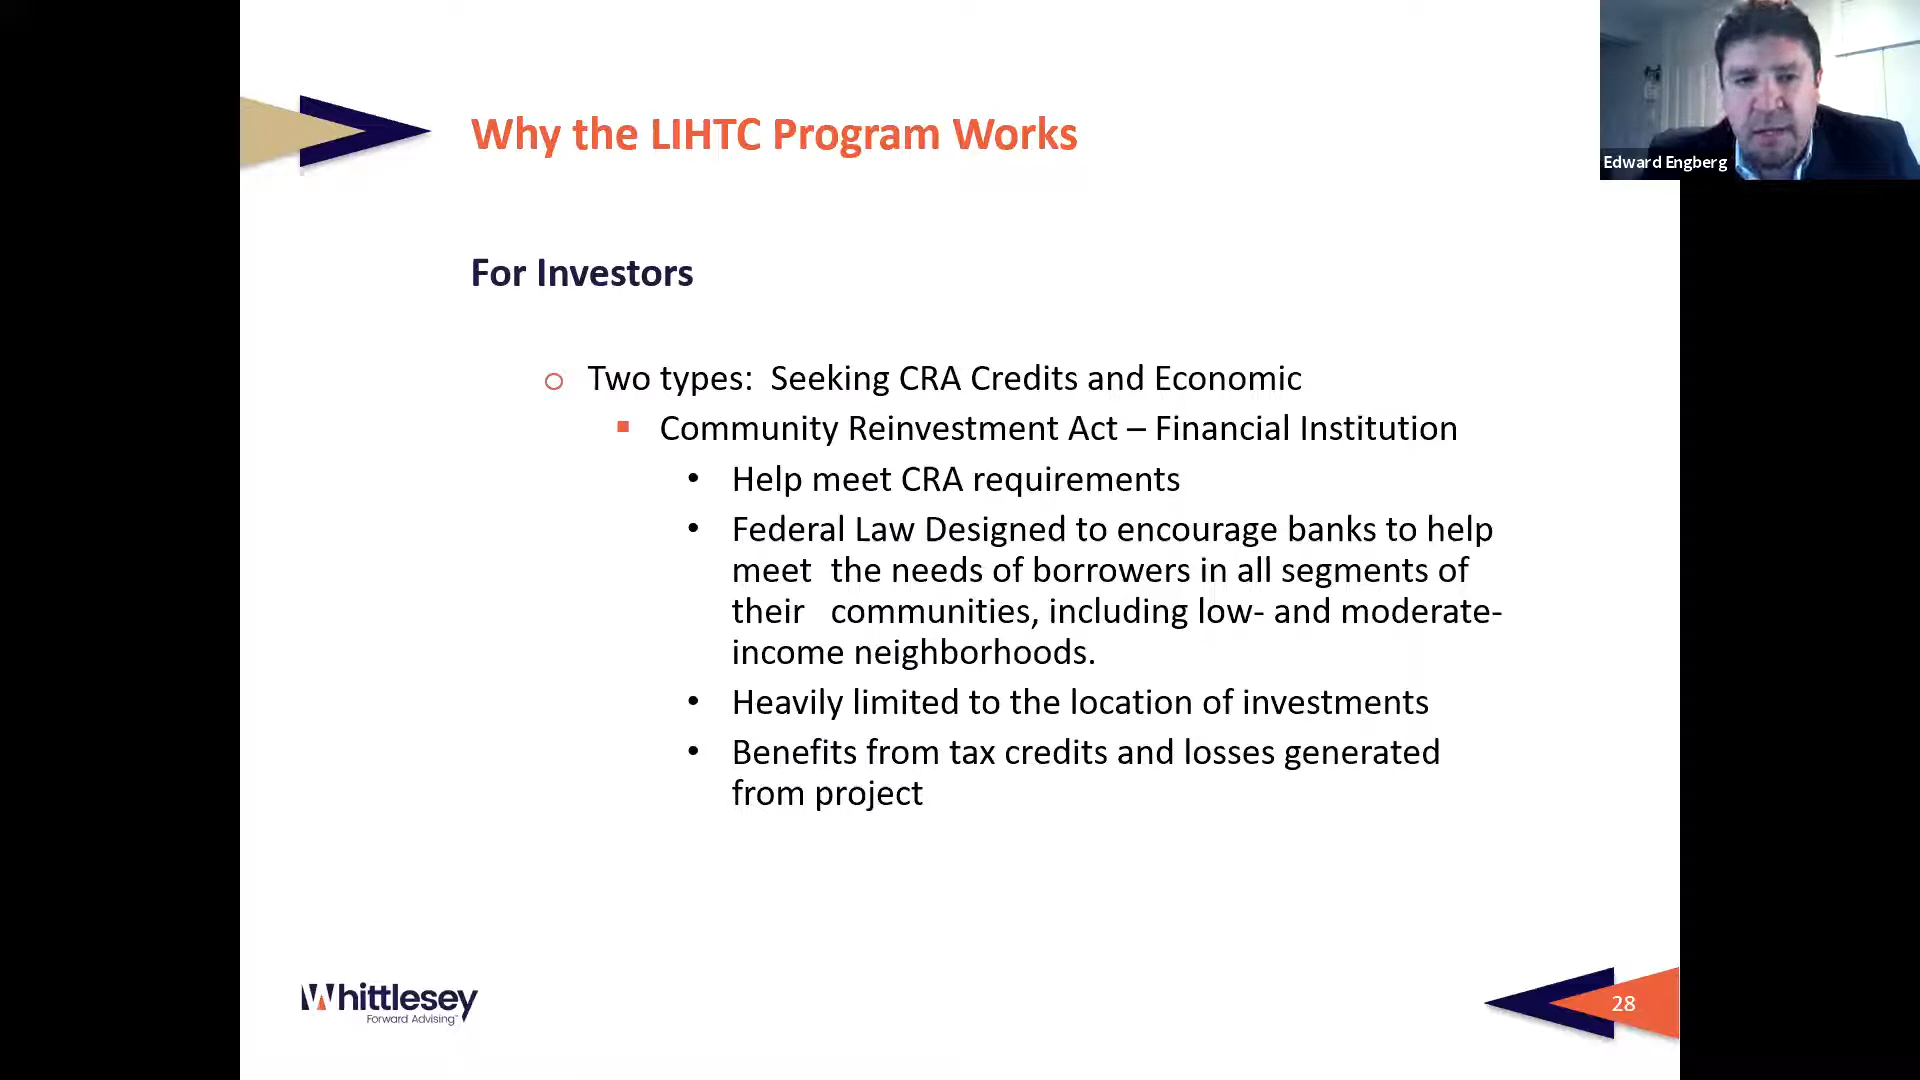 Why the LIHTC Program Works
Edward Engberg
For Investors
Two types:  Seeking CRA Credits and Economic
Community Reinvestment Act – Financial Institution
Help meet CRA requirements
Federal Law Designed to encourage banks to help
meet  the needs of borrowers in all segments of
their   communities, including low- and moderate-
income neighborhoods.
Heavily limited to the location of investments
Benefits from tax credits and losses generated
from project
Whittlesey
Forward Advising™
28